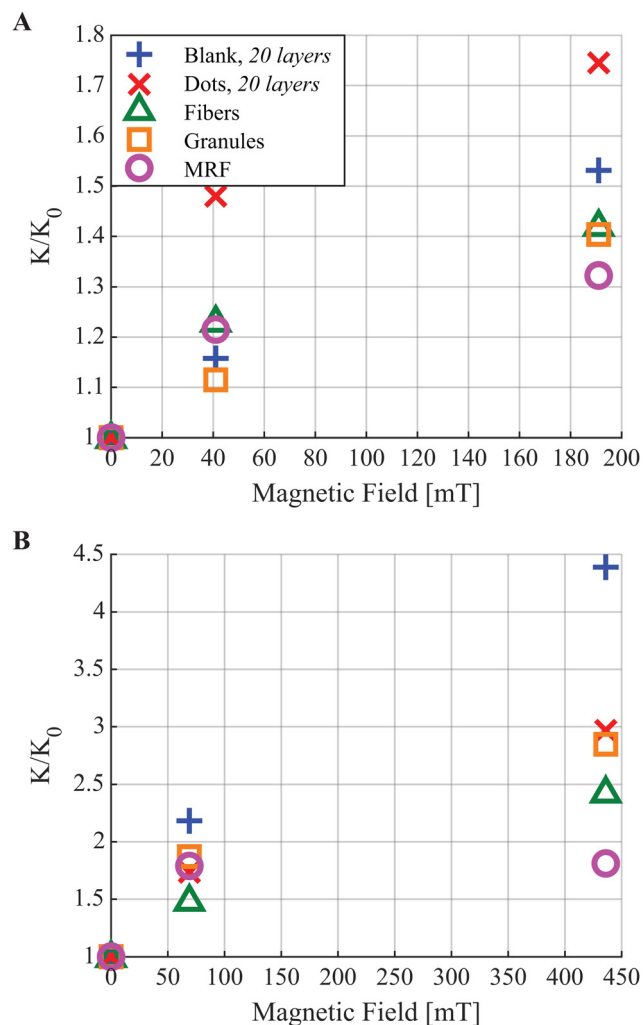 A
1.8
1.7
1.6
1.5
1.4
1.3
1.2
1.1
1
K/K0
Blank, 20 layers
Dots, 20 layers
Fibers
Granules
MRF
0 20 40 60 80 100 120 140 160 180 200
Magnetic Field [mT]
B
4.5
4
3.5
3
2.5
2
1.5
1
K/K0
0 50 100 150 200 250 300 350 400 450
Magnetic Field [mT]